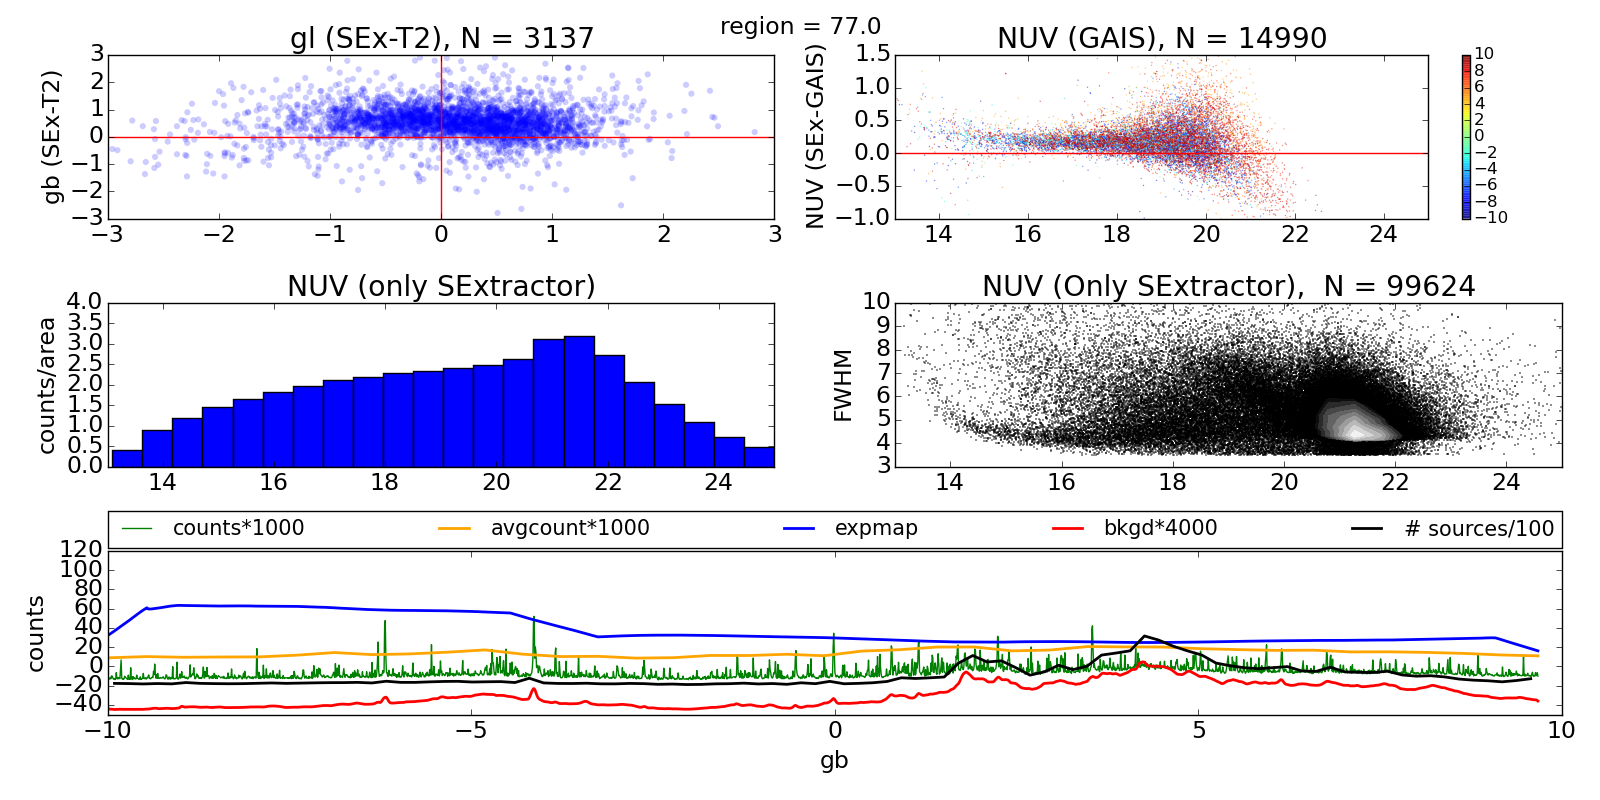 region = 77.0
gl (SEx-T2), N = 3137
gb (SEx-T2)
3
2
1
0
−1
−2
−3
−3 −2 −1 0 1 2 3
NUV (GAIS), N = 14990
NUV (SEx-GAIS)
1.5
1.0
0.5
0.0
−0.5
−1.0
14 16 18 20 22 24
10
8
6
4
2
0
−2
−4
−6
−8
−10
NUV (only SExtractor)
counts/area
4.0
3.5
3.0
2.5
2.0
1.5
1.0
0.5
0.0
14 16 18 20 22 24
NUV (Only SExtractor), N = 99624
FWHM
10
9
8
7
6
5
4
3
14 16 18 20 22 24
counts*1000 avgcount*1000 expmap bkgd*4000 # sources/100
counts
120
100
80
60
40
20
0
−20
−40
−10 −5 0 5 10
gb